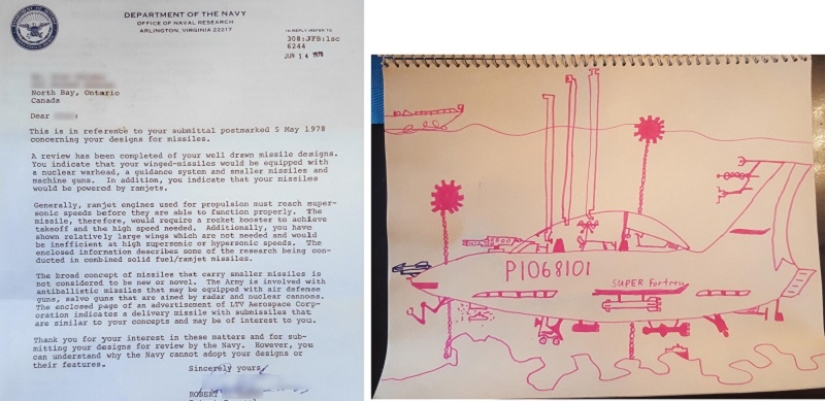 DEPARTMENT OF THE NAVY
OFFICE OF NAVAL RESEARCH
ARLINGTON, VIRGINIA 22217
IN REPLY REFER TO
308:JFB:lsc
6244
JUN 14 1978
North Bay, Ontario
Canada
Dear
This is in reference to your submittal postmarked 5 May 1978
concerning your designs for missiles.
A review has been completed of your well drawn missile designs.
You indicate that your winged-missiles would be equipped with
a nuclear warhead, a guidance system and smaller missiles and
machine guns. In addition, you indicate that your missiles
would be powered by ramjets.
Generally, ramjet engines used for propulsion must reach super-
sonic speeds before they are able to function properly. The
missile, therefore, would require a rocket booster to achieve
takeoff and the high speed needed. Additionally, you have
shown relatively large wings which are not needed and would
be inefficient at high supersonic or hypersonic speeds. The
enclosed information describes some of the research being con-
ducted in combined solid fuel/ramjet missiles.
The broad concept of missiles that carry smaller missiles is
not considered to be new or novel. The Army is involved with
antiballistic missiles that may be equipped with air defense
guns, salvo guns that are aimed by radar and nuclear cannons.
The enclosed page of an advertisement of LTV Aerospace Corp-
oration indicates a delivery missile with submissiles that
are similar to your concepts and may be of interest to you.
Thank you for your interest in these matters and for sub-
mitting your designs for review by the Navy. However, you
can understand why the Navy cannot adopt your designs or
their features.
Sincerely yours,
ROBERT
P1068101
SUPER Fortress